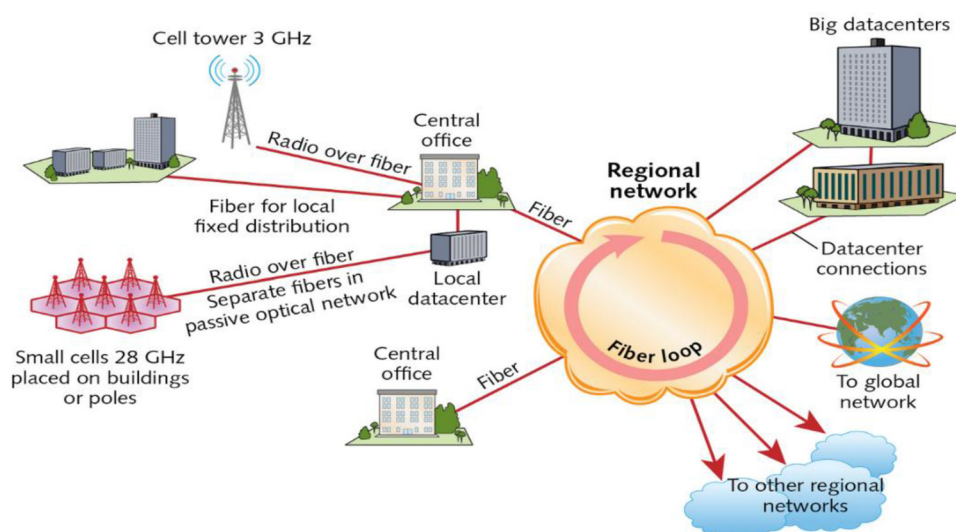 Big datacenters
Cell tower 3 GHz
Central
office
Radio over fiber
Regional
network
Fiber
Fiber for local
fixed distribution
Datacenter
connections
Radio over fiber
Separate fibers in
passive optical network
Local
datacenter
Fiber loop
Small cells 28 GHz
placed on buildings
or poles
Central
office
Fiber
To global
network
To other regional
networks